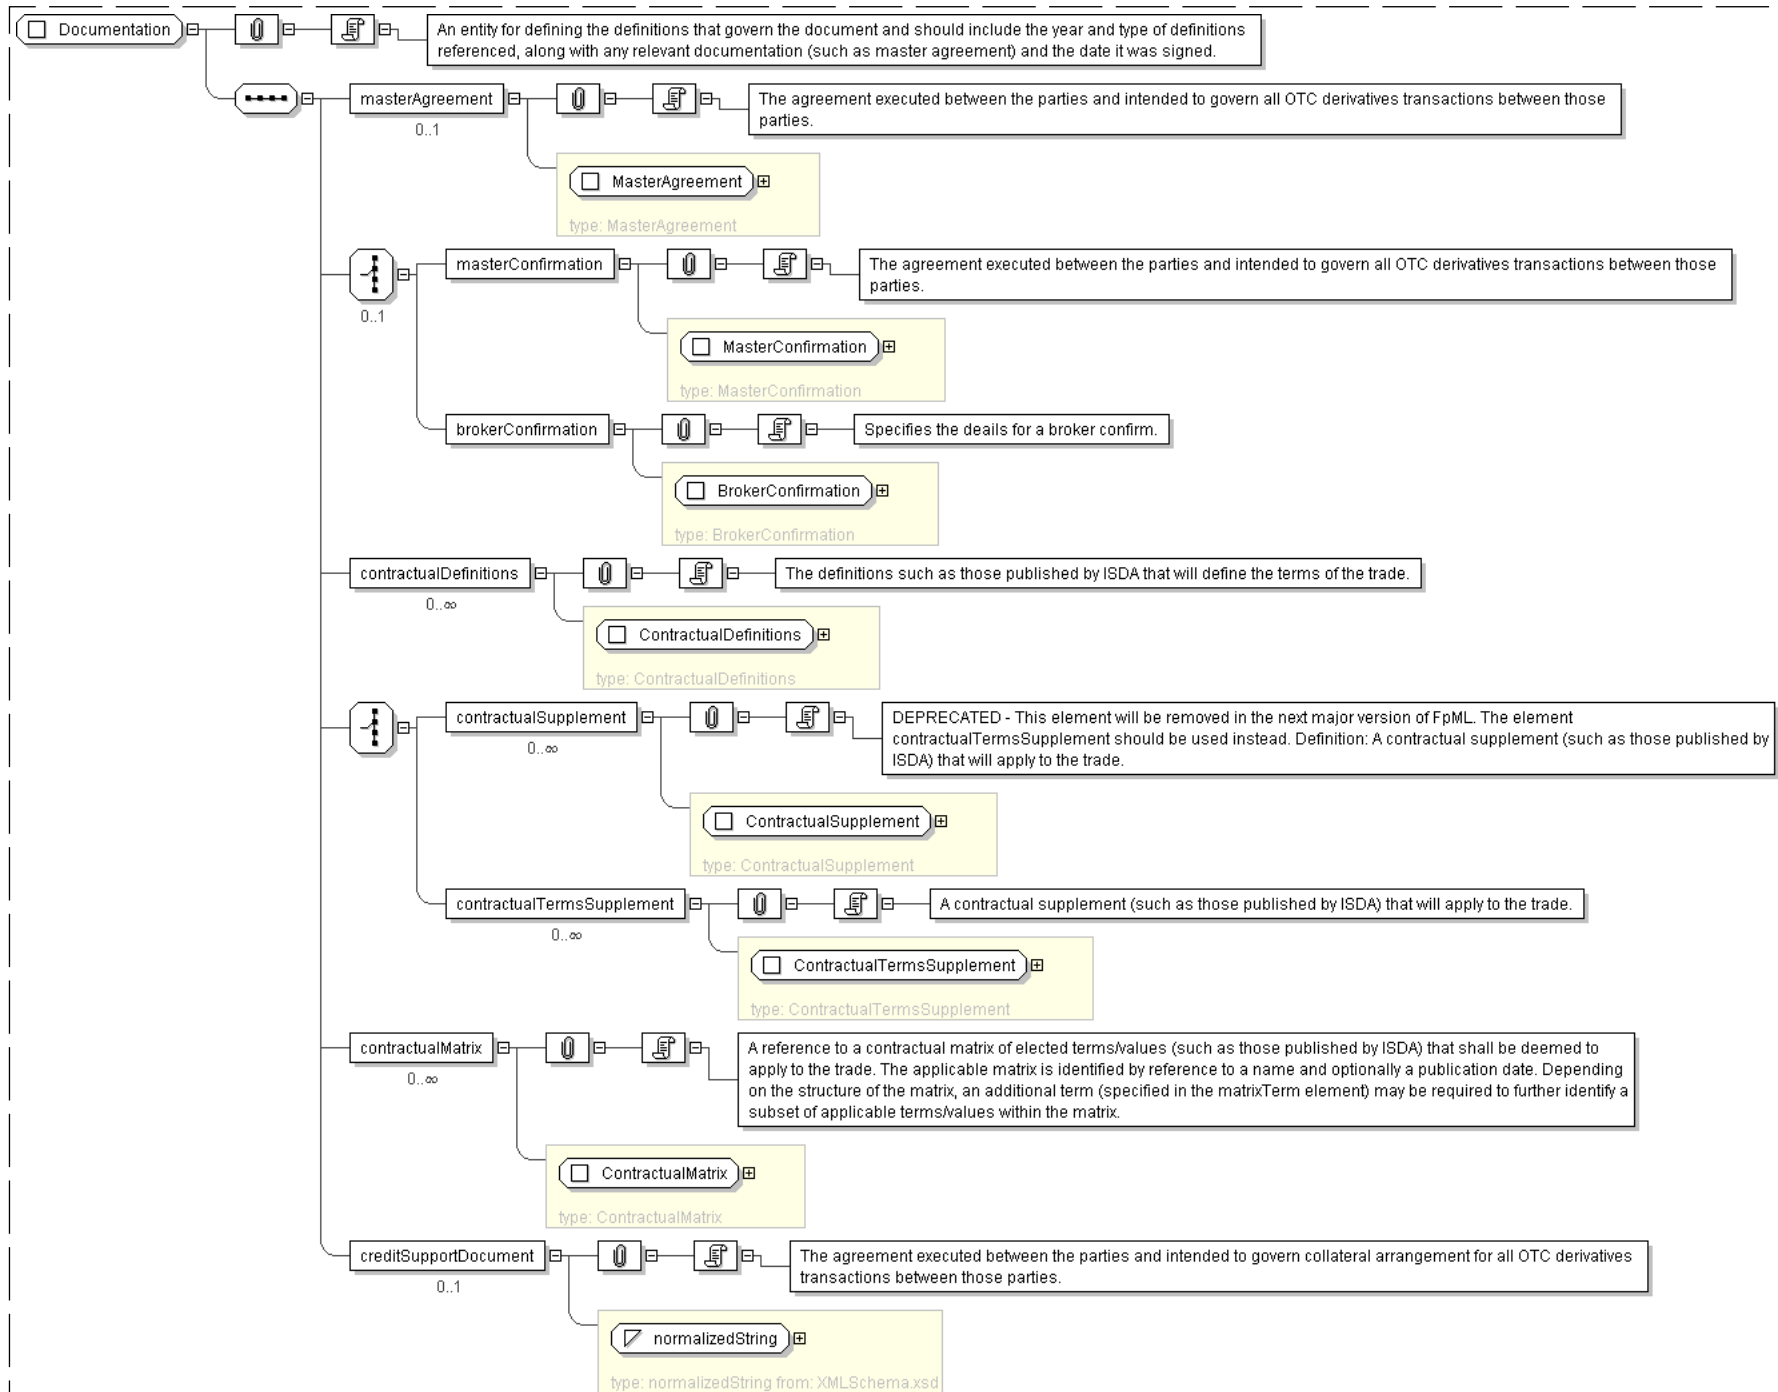 Documentation
An entity for defining the definitions that govern the document and should include the year and type of definitions
referenced, along with any relevant documentation (such as master agreement) and the date it was signed.
masterAgreement
0..1
The agreement executed between the parties and intended to govern all OTC derivatives transactions between those
parties.
MasterAgreement
type: MasterAgreement
0..1
masterConfirmation
The agreement executed between the parties and intended to govern all OTC derivatives transactions between those
parties.
MasterConfirmation
type: MasterConfirmation
brokerConfirmation
Specifies the deails for a broker confirm.
BrokerConfirmation
type: BrokerConfirmation
contractualDefinitions
0..∞
The definitions such as those published by ISDA that will define the terms of the trade.
ContractualDefinitions
type: ContractualDefinitions
contractualSupplement
0..∞
DEPRECATED - This element will be removed in the next major version of FpML. The element
contractualTermsSupplement should be used instead. Definition: A contractual supplement (such as those published by
ISDA) that will apply to the trade.
ContractualSupplement
type: ContractualSupplement
contractualTermsSupplement
0..∞
A contractual supplement (such as those published by ISDA) that will apply to the trade.
ContractualTermsSupplement
type: ContractualTermsSupplement
contractualMatrix
0..∞
A reference to a contractual matrix of elected terms/values (such as those published by ISDA) that shall be deemed to
apply to the trade. The applicable matrix is identified by reference to a name and optionally a publication date. Depending
on the structure of the matrix, an additional term (specified in the matrixTerm element) may be required to further identify a
subset of applicable terms/values within the matrix.
ContractualMatrix
type: ContractualMatrix
creditSupportDocument
0..1
The agreement executed between the parties and intended to govern collateral arrangement for all OTC derivatives
transactions between those parties.
normalizedString
type: normalizedString from: XMLSchema.xsd